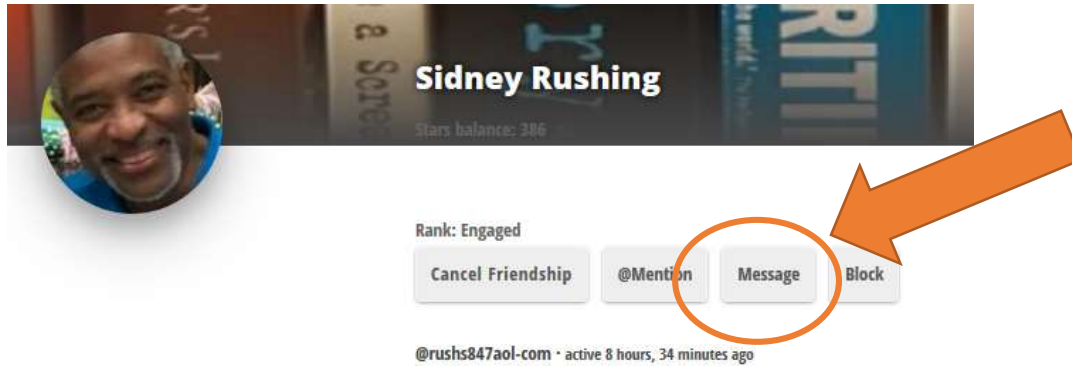 Sidney Rushing
Stars balance: 386
Rank: Engaged
Cancel Friendship @Mention Message Block
@rushs847aol-com · active 8 hours, 34 minutes ago